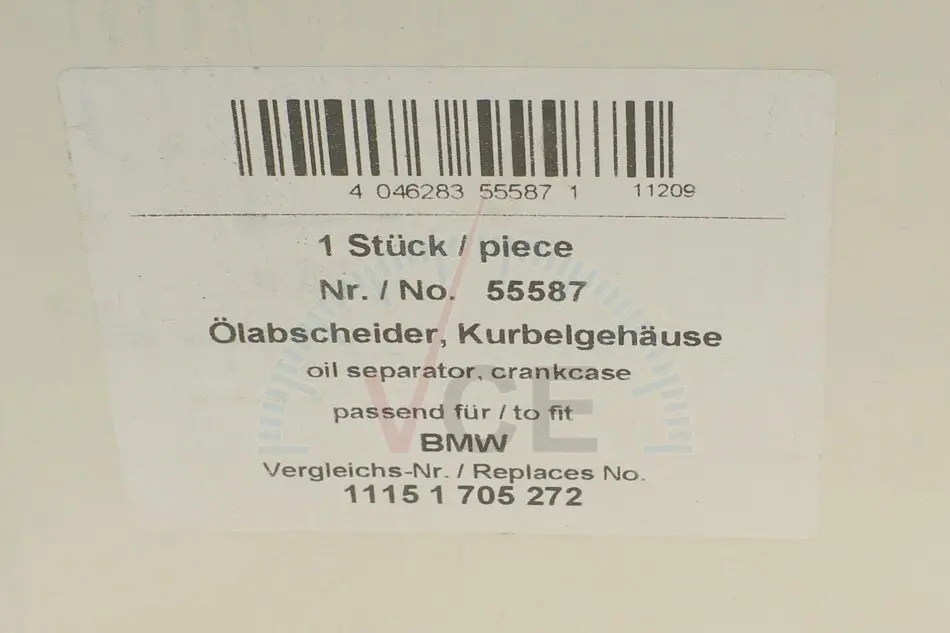 4 046283 55587 1 11209
1 Stück / piece
Nr. / No. 55587
Ölabscheider, Kurbelgehäuse
oil separator, crankcase
VCE
passend für / to fit
BMW
Vergleichs-Nr. / Replaces No.
1115 1 705 272